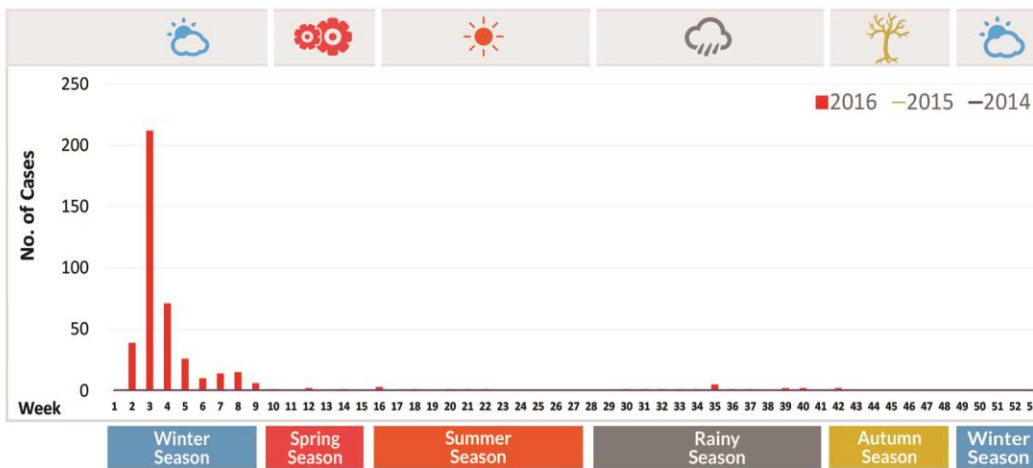 250
2016 2015 2014
200
150
100
50
0
No. of Cases
Week 1 2 3 4 5 6 7 8 9 10 11 12 13 14 15 16 17 18 19 20 21 22 23 24 25 26 27 28 29 30 31 32 33 34 35 36 37 38 39 40 41 42 43 44 45 46 47 48 49 50 51 52 5
Winter Season
Spring Season
Summer Season
Rainy Season
Autumn Season
Winter Season